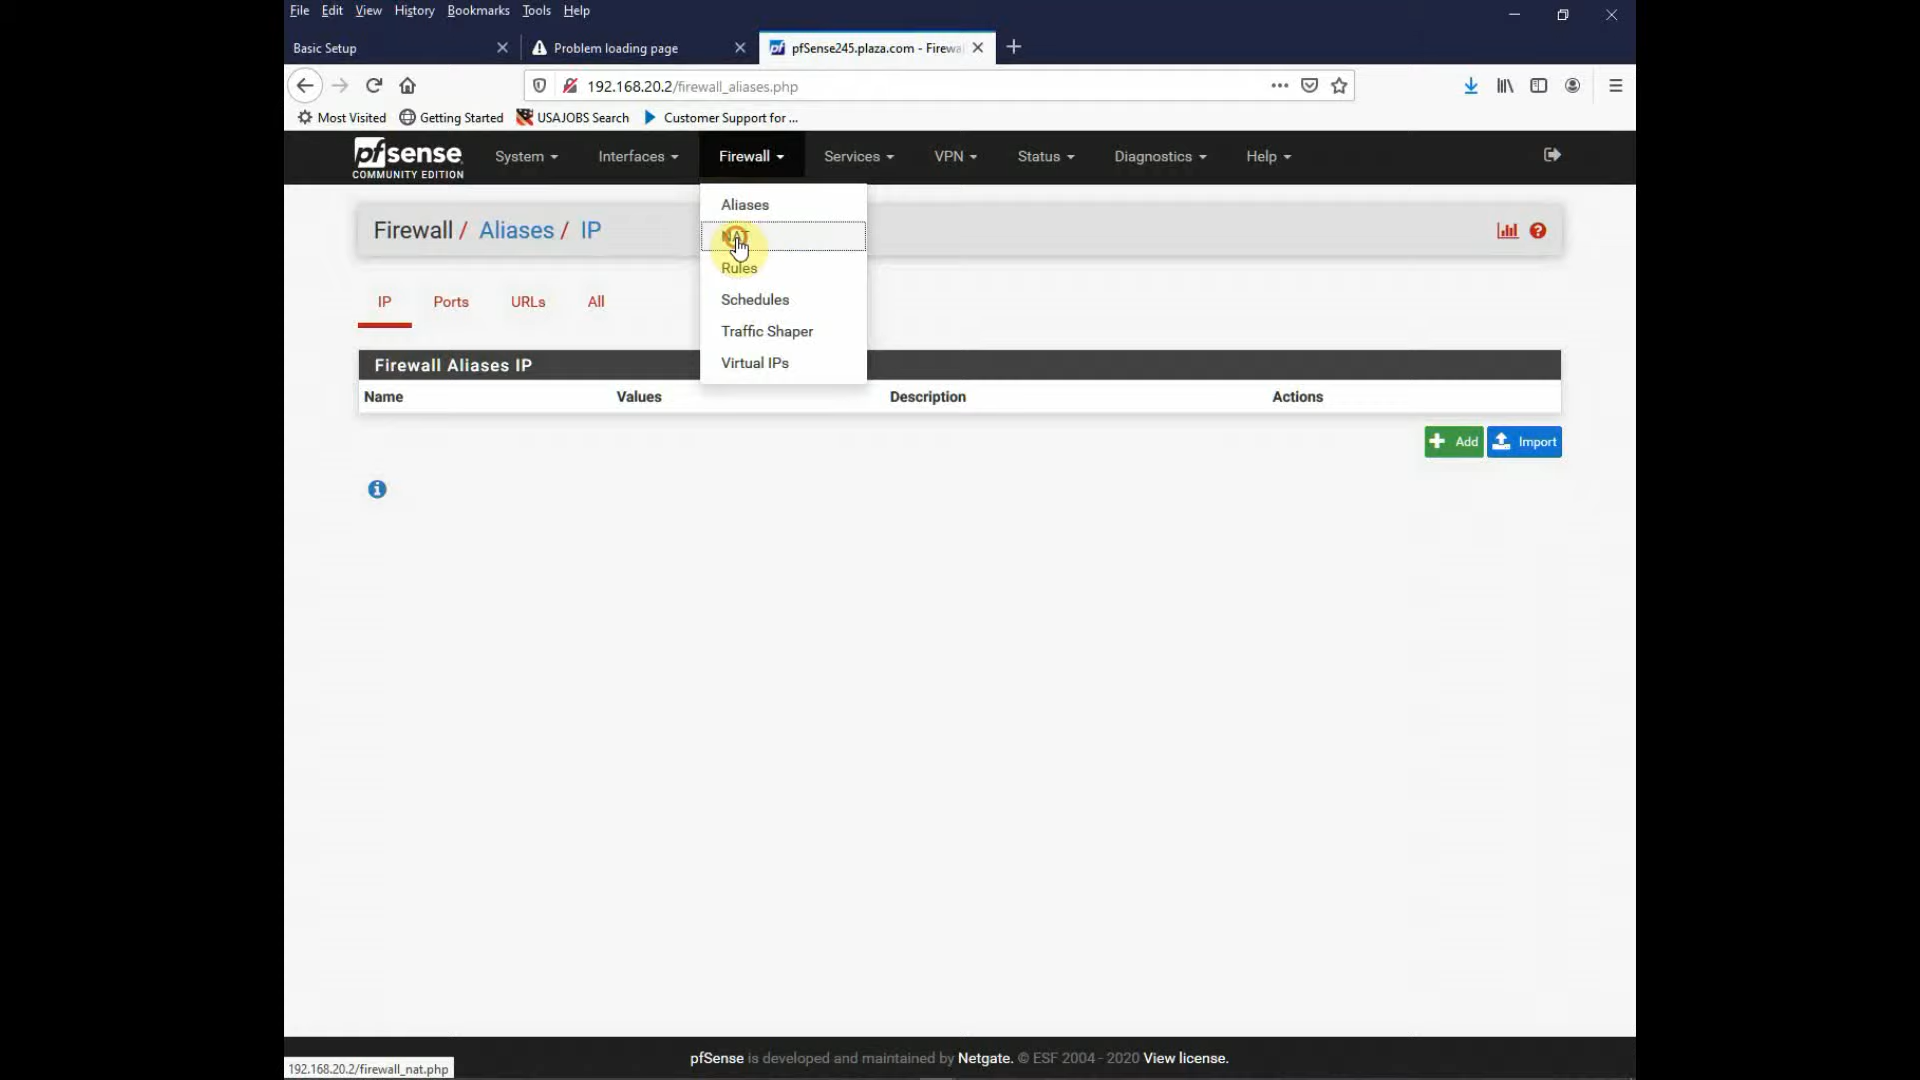 File Edit View History Bookmarks Tools Help
Basic Setup
Problem loading page
pfSense245.plaza.com - Firewa
192.168.20.2/firewall_aliases.php
Most Visited
Getting Started
USAJOBS Search
Customer Support for ...
pfsense
COMMUNITY EDITION
System
Interfaces
Firewall
Services
VPN
Status
Diagnostics
Help
Aliases
NAT
Rules
Schedules
Traffic Shaper
Virtual IPs
Firewall / Aliases / IP
IP
Ports
URLs
All
Firewall Aliases IP
Name Values Description Actions
Add
Import
pfSense is developed and maintained by Netgate. © ESF 2004 - 2020 View license.
192.168.20.2/firewall_nat.php